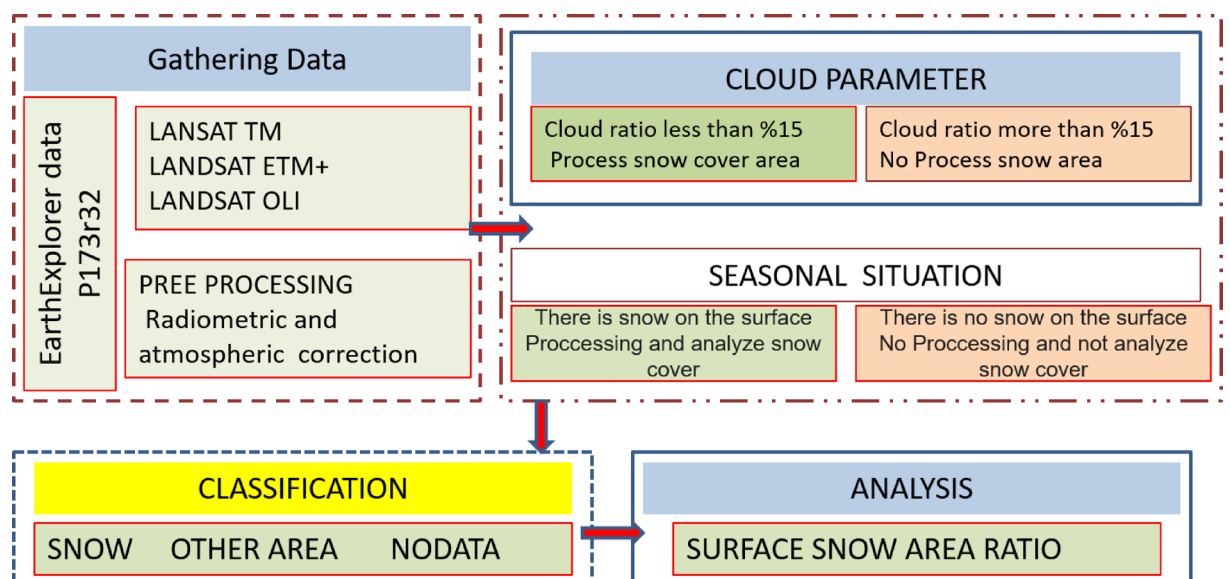 Gathering Data
EarthExplorer data
P173r32
LANSAT TM
LANDSAT ETM+
LANDSAT OLI
PREE PROCESSING
Radiometric and
atmospheric correction
CLOUD PARAMETER
Cloud ratio less than %15
Process snow cover area
Cloud ratio more than %15
No Process snow area
SEASONAL SITUATION
There is snow on the surface
Proccessing and analyze snow
cover
There is no snow on the surface
No Proccessing and not analyze
snow cover
CLASSIFICATION
SNOW OTHER AREA NODATA
ANALYSIS
SURFACE SNOW AREA RATIO